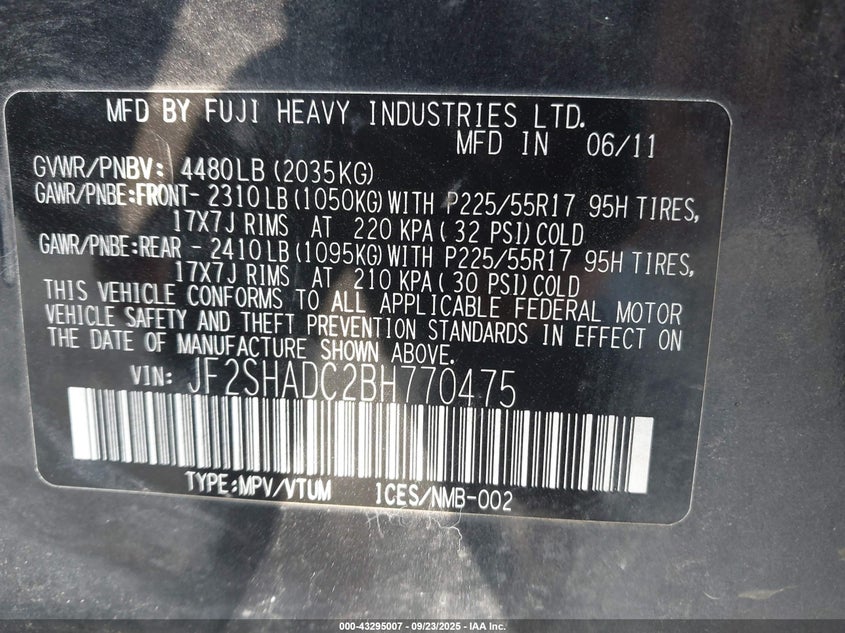 MFD BY FUJI HEAVY INDUSTRIES LTD.
MFD IN 06/11
GVWR/PNBV: 4480LB (2035KG)
GAWR/PNBE:FRONT- 2310LB (1050KG) WITH P225/55R17 95H TIRES,
17X7J RIMS AT 220 KPA ( 32 PSI) COLD
GAWR/PNBE:REAR - 2410LB (1095KG) WITH P225/55R17 95H TIRES,
17X7J RIMS AT 210 KPA ( 30 PSI) COLD
THIS VEHICLE CONFORMS TO ALL APPLICABLE FEDERAL MOTOR
VEHICLE SAFETY AND THEFT PREVENTION STANDARDS IN EFFECT ON
THE DATE OF MANUFACTURE SHOWN ABOVE.
VIN: JF2SHADC2BH770475
TYPE:MPV/VTUM ICES/NMB-002
000-43295007 - 09/23/2025 - IAA Inc.